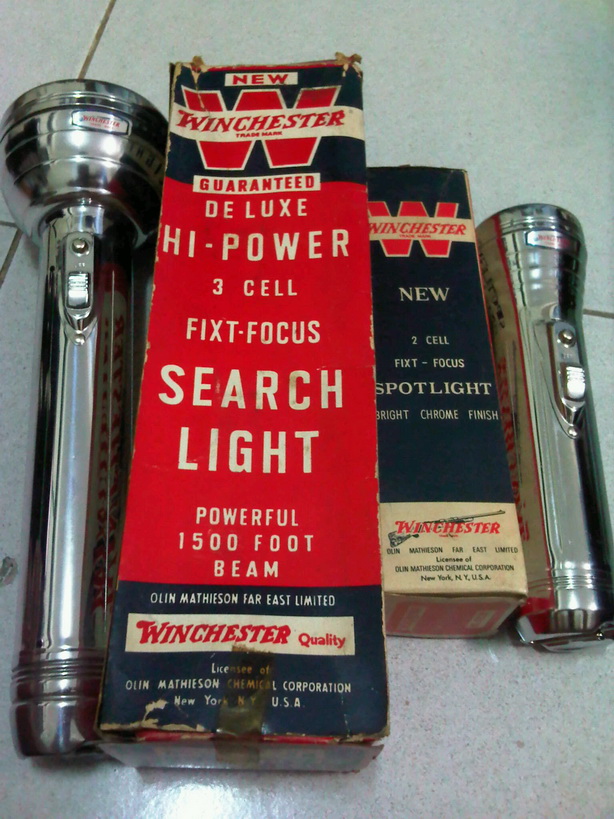 WINCHESTER
NEW
WINCHESTER
TRADE MARK
GUARANTEED
DE LUXE
HI-POWER
3 CELL
FIXT-FOCUS
SEARCH
LIGHT
POWERFUL
1500 FOOT
BEAM
OLIN MATHIESON FAR EAST LIMITED
WINCHESTER Quality
Licensee of
OLIN MATHIESON CHEMICAL CORPORATION
New York, N.Y., U.S.A.
WINCHESTER
TRADE MARK
NEW
2 CELL
FIXT-FOCUS
SPOTLIGHT
BRIGHT CHROME FINISH
WINCHESTER
OLIN MATHIESON FAR EAST LIMITED
Licensee of
OLIN MATHIESON CHEMICAL CORPORATION
New York, N.Y., U.S.A.